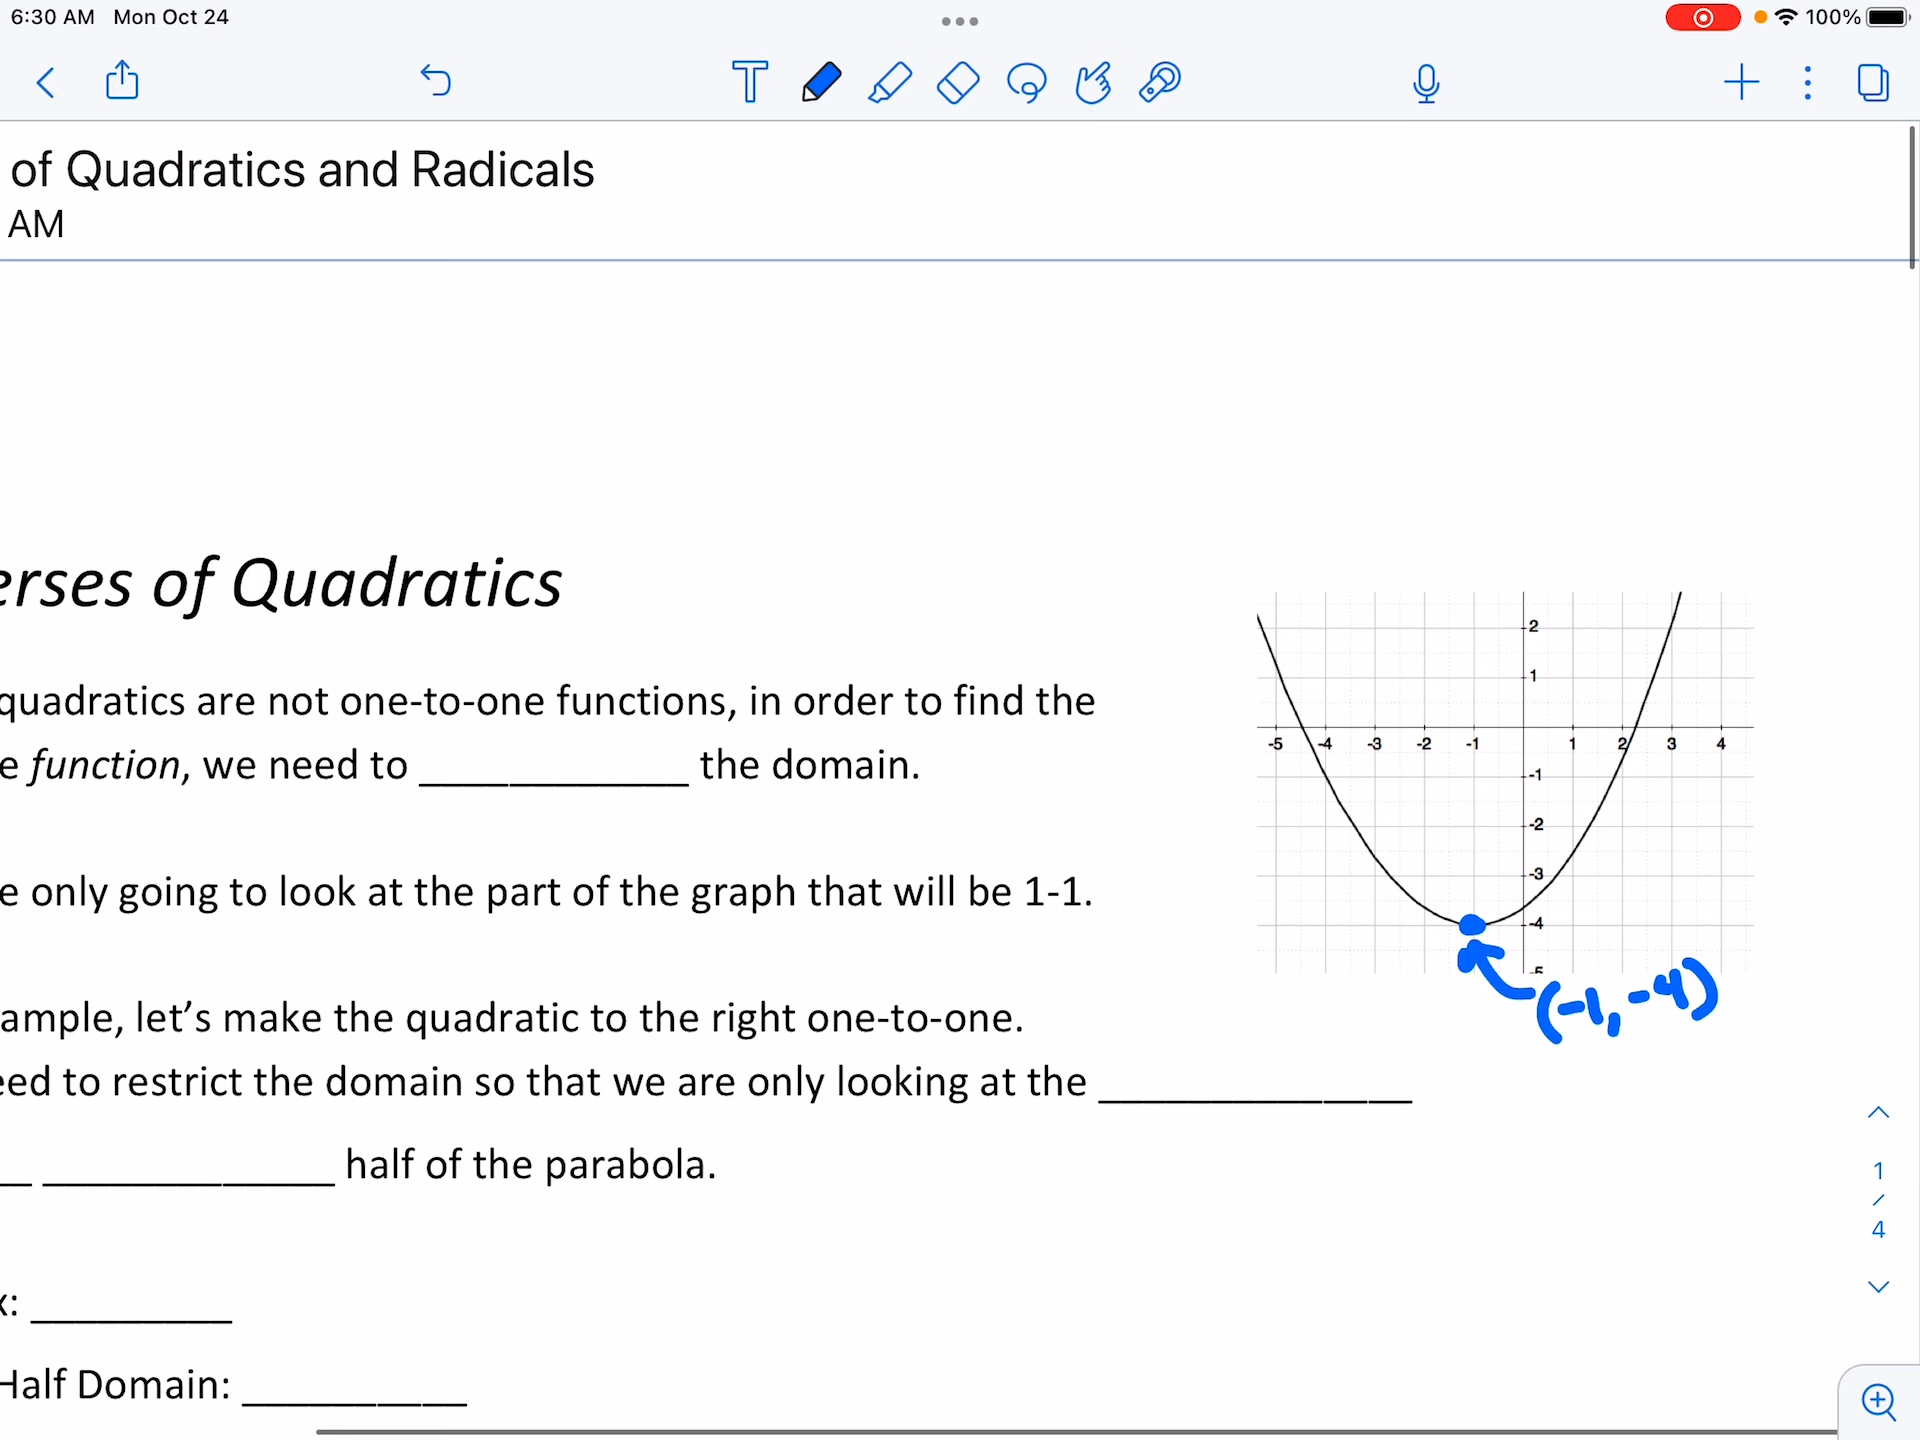 6:30 AM Mon Oct 24
100%
T
of Quadratics and Radicals
AM
erses of Quadratics
quadratics are not one-to-one functions, in order to find the
e function, we need to ____________ the domain.
e only going to look at the part of the graph that will be 1-1.
ample, let’s make the quadratic to the right one-to-one.
eed to restrict the domain so that we are only looking at the ______________
__ _____________ half of the parabola.
x: _________
Half Domain: __________
2
1
-5 -4 -3 -2 -1 1 2 3 4
-1
-2
-3
-4
-5
(-1, -4)
1
/
4